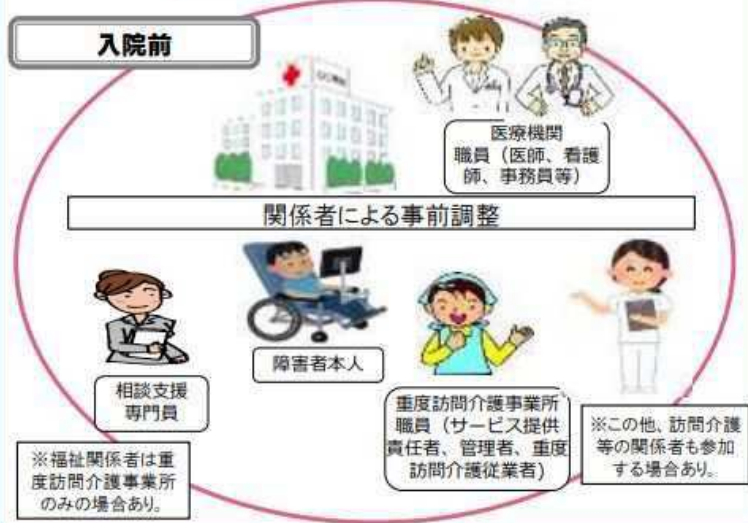 入院前
医療機関
職員（医師、看護
師、事務員等）
関係者による事前調整
相談支援
専門員
障害者本人
重度訪問介護事業所
職員（サービス提供
責任者、管理者、重度
訪問介護従業者）
※この他、訪問介護
等の関係者も参加
する場合あり。
※福祉関係者は重
度訪問介護事業所
のみの場合あり。